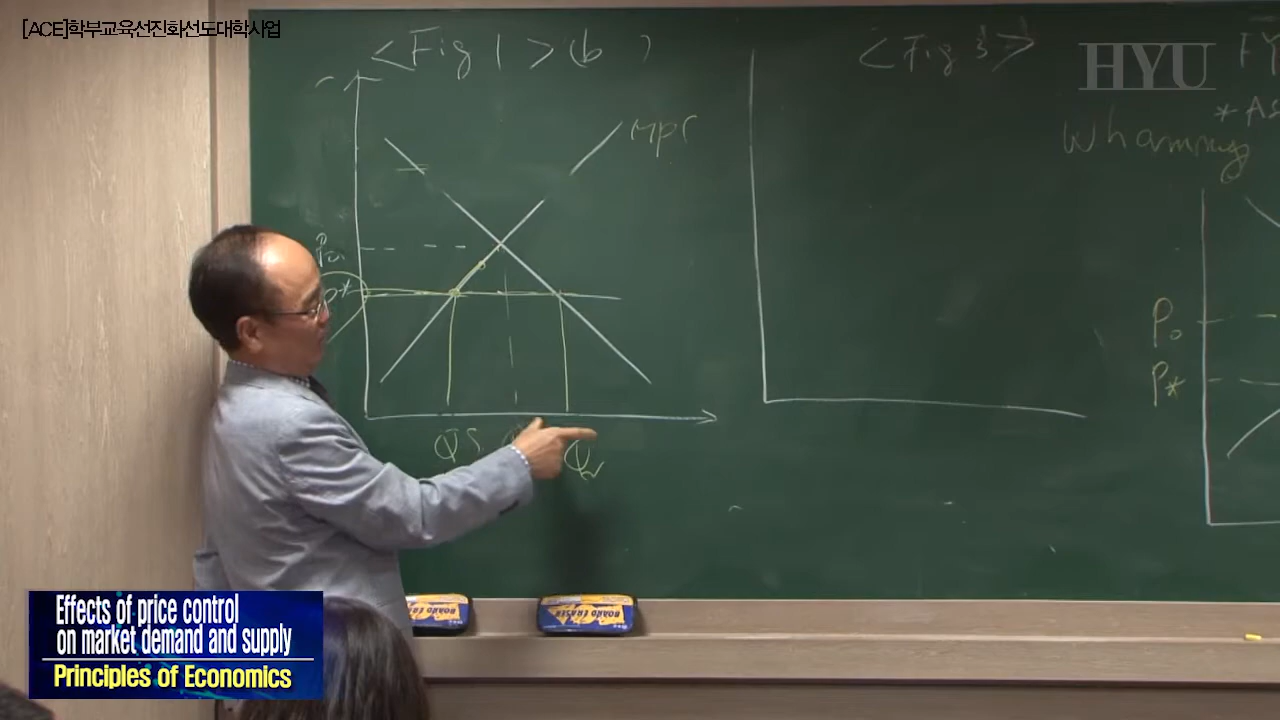 [ACE]학부교육선진화선도대학사업
<Fig 1> (b)
<Fig 3>
HYU
Whammy
Mpr
P*
P₀
P*
QS
Effects of price control
on market demand and supply
Principles of Economics
BOARD ERASER
BOARD ERASER